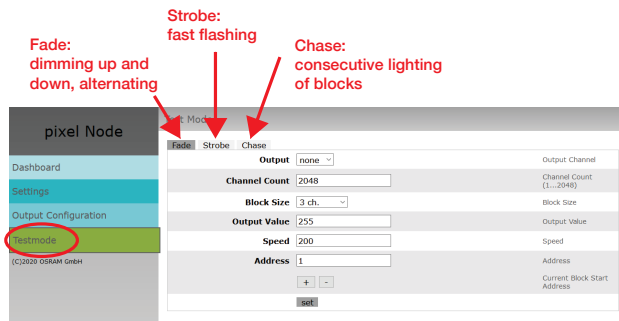 Strobe:
fast flashing
Fade:
dimming up and
down, alternating
Chase:
consecutive lighting
of blocks
pixel Node
Dashboard
Settings
Output Configuration
Testmode
(C)2020 OSRAM GmbH
Fade Strobe Chase
Output none Output Channel
Channel Count 2048 Channel Count
(1...2048)
Block Size 3 ch. Block Size
Output Value 255 Output Value
Speed 200 Speed
Address 1 Address
+ - Current Block Start
Address
set